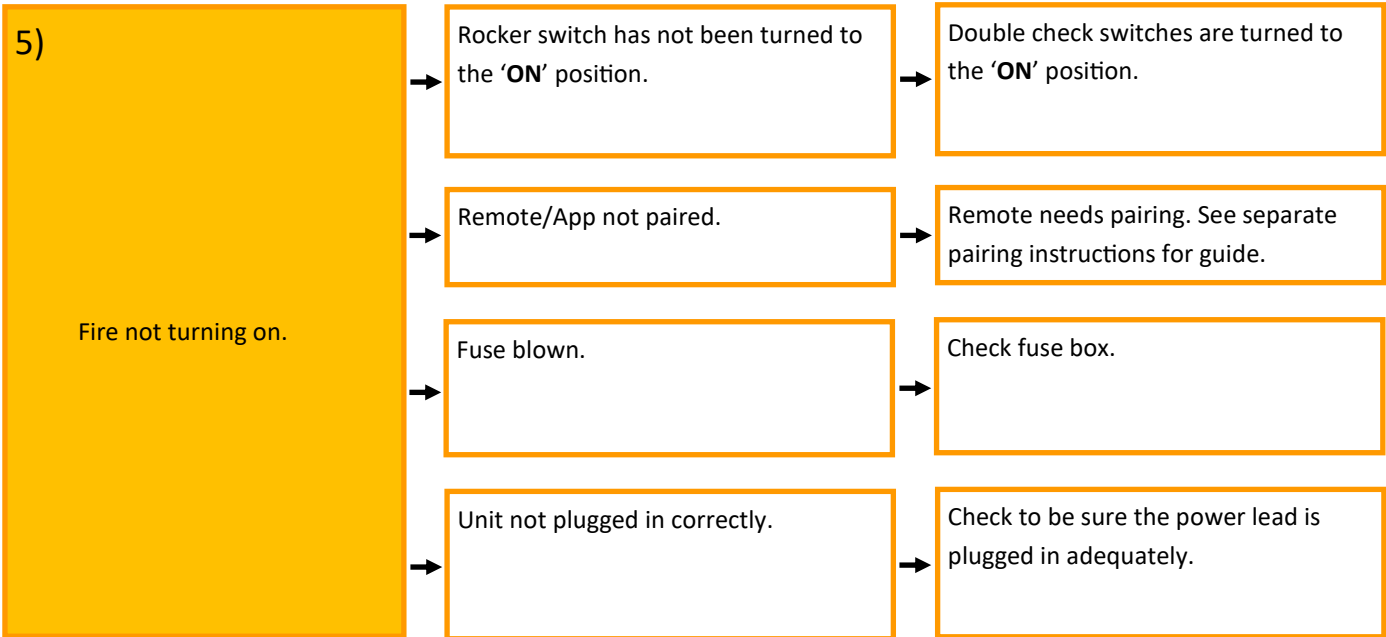 5)
Fire not turning on.
Rocker switch has not been turned to
the ‘ON’ position.
Double check switches are turned to
the ‘ON’ position.
Remote/App not paired.
Remote needs pairing. See separate
pairing instructions for guide.
Fuse blown.
Check fuse box.
Unit not plugged in correctly.
Check to be sure the power lead is
plugged in adequately.